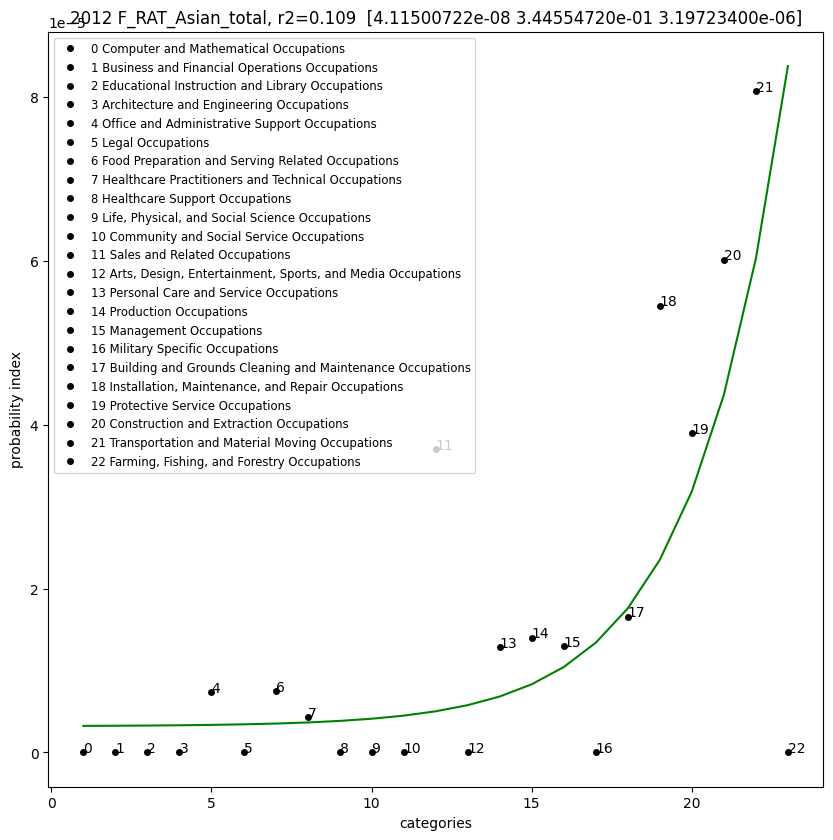 2012 F_RAT_Asian_total, r2=0.109 [4.11500722e-08 3.44554720e-01 3.19723400e-06]
1e−5
0 Computer and Mathematical Occupations
1 Business and Financial Operations Occupations
2 Educational Instruction and Library Occupations
3 Architecture and Engineering Occupations
4 Office and Administrative Support Occupations
5 Legal Occupations
6 Food Preparation and Serving Related Occupations
7 Healthcare Practitioners and Technical Occupations
8 Healthcare Support Occupations
9 Life, Physical, and Social Science Occupations
10 Community and Social Service Occupations
11 Sales and Related Occupations
12 Arts, Design, Entertainment, Sports, and Media Occupations
13 Personal Care and Service Occupations
14 Production Occupations
15 Management Occupations
16 Military Specific Occupations
17 Building and Grounds Cleaning and Maintenance Occupations
18 Installation, Maintenance, and Repair Occupations
19 Protective Service Occupations
20 Construction and Extraction Occupations
21 Transportation and Material Moving Occupations
22 Farming, Fishing, and Forestry Occupations
21
20
18
11
19
17
13
14
15
4
6
7
0
1
2
3
5
8
9
10
12
16
22
8
6
4
2
0
probability index
0
5
10
15
20
categories